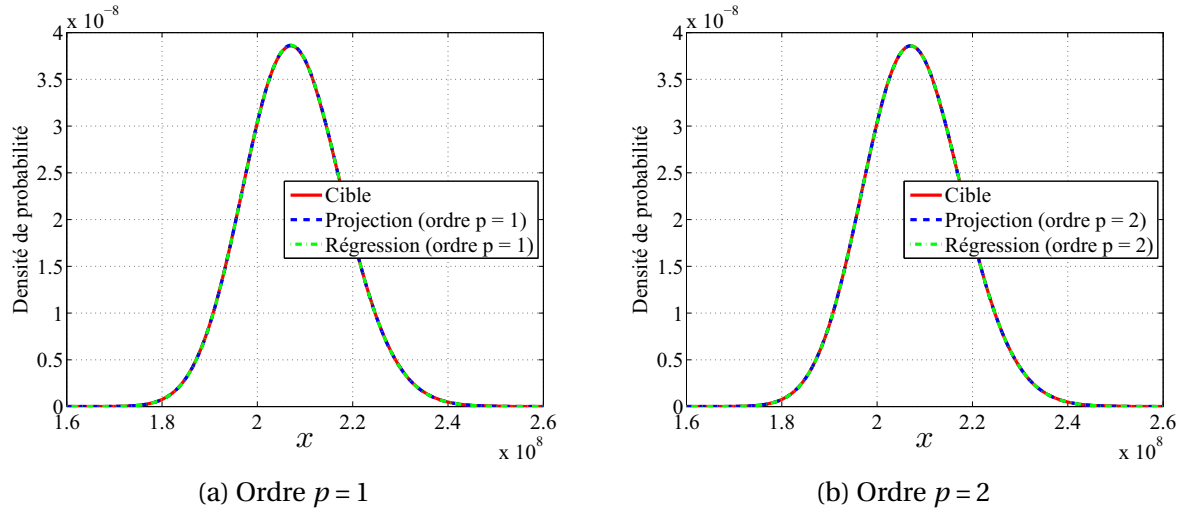 x 10⁻⁸
4
3.5
3
2.5
2
1.5
1
0.5
0
Densité de probabilité
Cible
Projection (ordre p = 1)
Régression (ordre p = 1)
1.6 1.8 2 2.2 2.4 2.6
x
x 10⁸
(a) Ordre p = 1
x 10⁻⁸
4
3.5
3
2.5
2
1.5
1
0.5
0
Densité de probabilité
Cible
Projection (ordre p = 2)
Régression (ordre p = 2)
1.6 1.8 2 2.2 2.4 2.6
x
x 10⁸
(b) Ordre p = 2